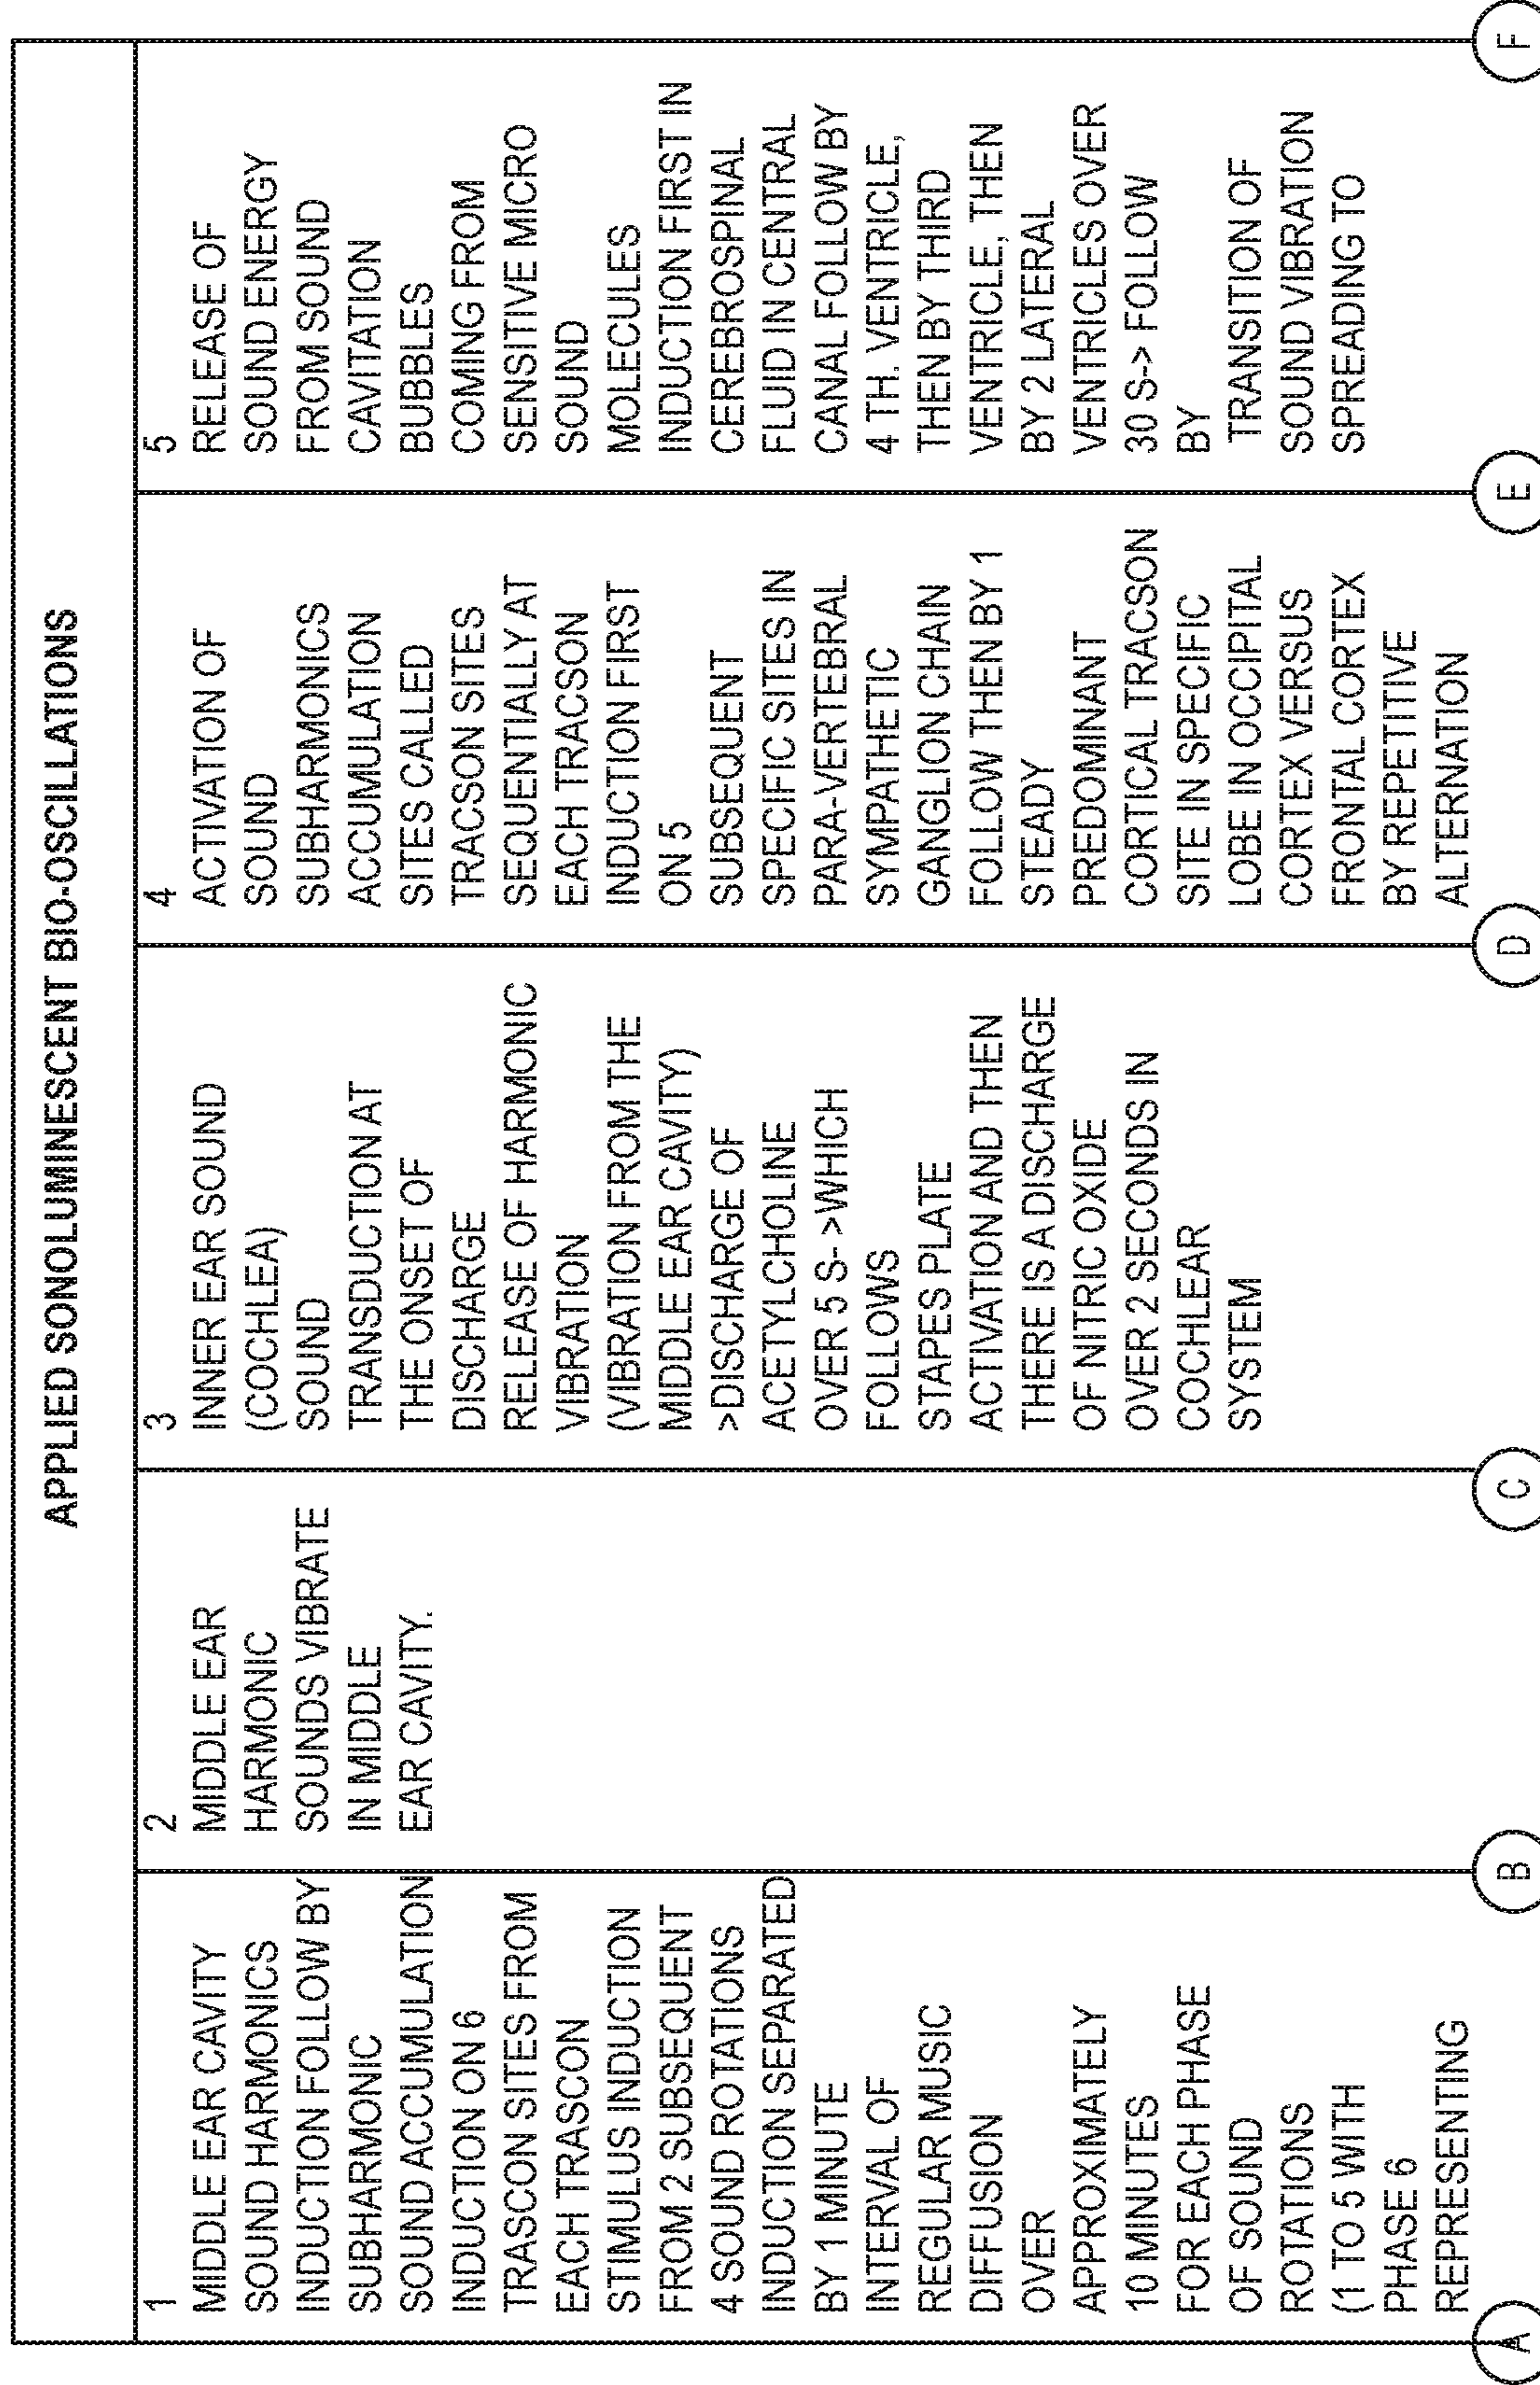 APPLIED SONOLUMINESCENT BIO-OSCILLATIONS
1
MIDDLE EAR CAVITY
SOUND HARMONICS
INDUCTION FOLLOW BY
SUBHARMONIC
SOUND ACCUMULATION
INDUCTION ON 6
TRASCON SITES FROM
EACH TRASCON
STIMULUS INDUCTION
FROM 2 SUBSEQUENT
4 SOUND ROTATIONS
INDUCTION SEPARATED
BY 1 MINUTE
INTERVAL OF
REGULAR MUSIC
DIFFUSION
OVER
APPROXIMATELY
10 MINUTES
FOR EACH PHASE
OF SOUND
ROTATIONS
(1 TO 5 WITH
PHASE 6
REPRESENTING
2
MIDDLE EAR
HARMONIC
SOUNDS VIBRATE
IN MIDDLE
EAR CAVITY.
3
INNER EAR SOUND
(COCHLEA)
SOUND
TRANSDUCTION AT
THE ONSET OF
DISCHARGE
RELEASE OF HARMONIC
VIBRATION
(VIBRATION FROM THE
MIDDLE EAR CAVITY)
>DISCHARGE OF
ACETYLCHOLINE
OVER 5 S- >WHICH
FOLLOWS
STAPES PLATE
ACTIVATION AND THEN
THERE IS A DISCHARGE
OF NITRIC OXIDE
OVER 2 SECONDS IN
COCHLEAR
SYSTEM
4
ACTIVATION OF
SOUND
SUBHARMONICS
ACCUMULATION
SITES CALLED
TRACSON SITES
SEQUENTIALLY AT
EACH TRACSON
INDUCTION FIRST
ON 5
SUBSEQUENT
SPECIFIC SITES IN
PARA-VERTEBRAL
SYMPATHETIC
GANGLION CHAIN
FOLLOW THEN BY 1
STEADY
PREDOMINANT
CORTICAL TRACSON
SITE IN SPECIFIC
LOBE IN OCCIPITAL
CORTEX VERSUS
FRONTAL CORTEX
BY REPETITIVE
ALTERNATION
5
RELEASE OF
SOUND ENERGY
FROM SOUND
CAVITATION
BUBBLES
COMING FROM
SENSITIVE MICRO
SOUND
MOLECULES
INDUCTION FIRST IN
CEREBROSPINAL
FLUID IN CENTRAL
CANAL FOLLOW BY
4 TH. VENTRICLE,
THEN BY THIRD
VENTRICLE, THEN
BY 2 LATERAL
VENTRICLES OVER
30 S-> FOLLOW
BY
TRANSITION OF
SOUND VIBRATION
SPREADING TO
A
B
C
D
E
F